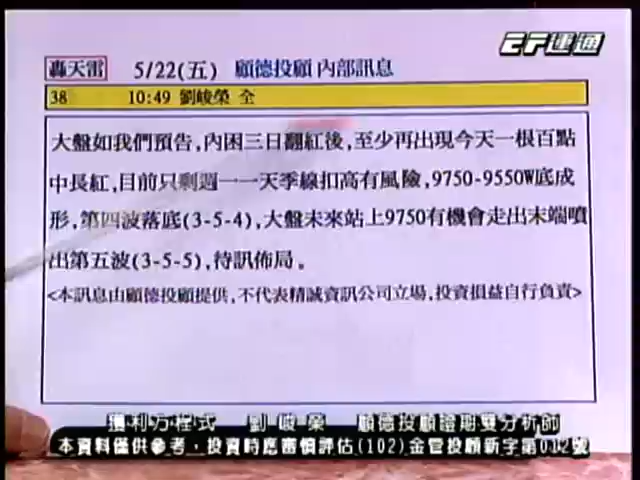 EF運通
轟天雷 5/22(五) 顧德投顧 內部訊息
38 10:49 劉峻榮 全
大盤如我們預告,內困三日翻紅後,至少再出現今天一根百點
中長紅,目前只剩週一一天季線扣高有風險,9750-9550W底成
形,第四波落底(3-5-4),大盤未來站上9750有機會走出末端噴
出第五波(3-5-5),待訊佈局。
<本訊息由顧德投顧提供,不代表精誠資訊公司立場,投資損益自行負責>
獲利方程式 劉峻榮 顧德投顧證期雙分析師
本資料僅供參考,投資時應審慎評估(102)金管投顧新字第012號